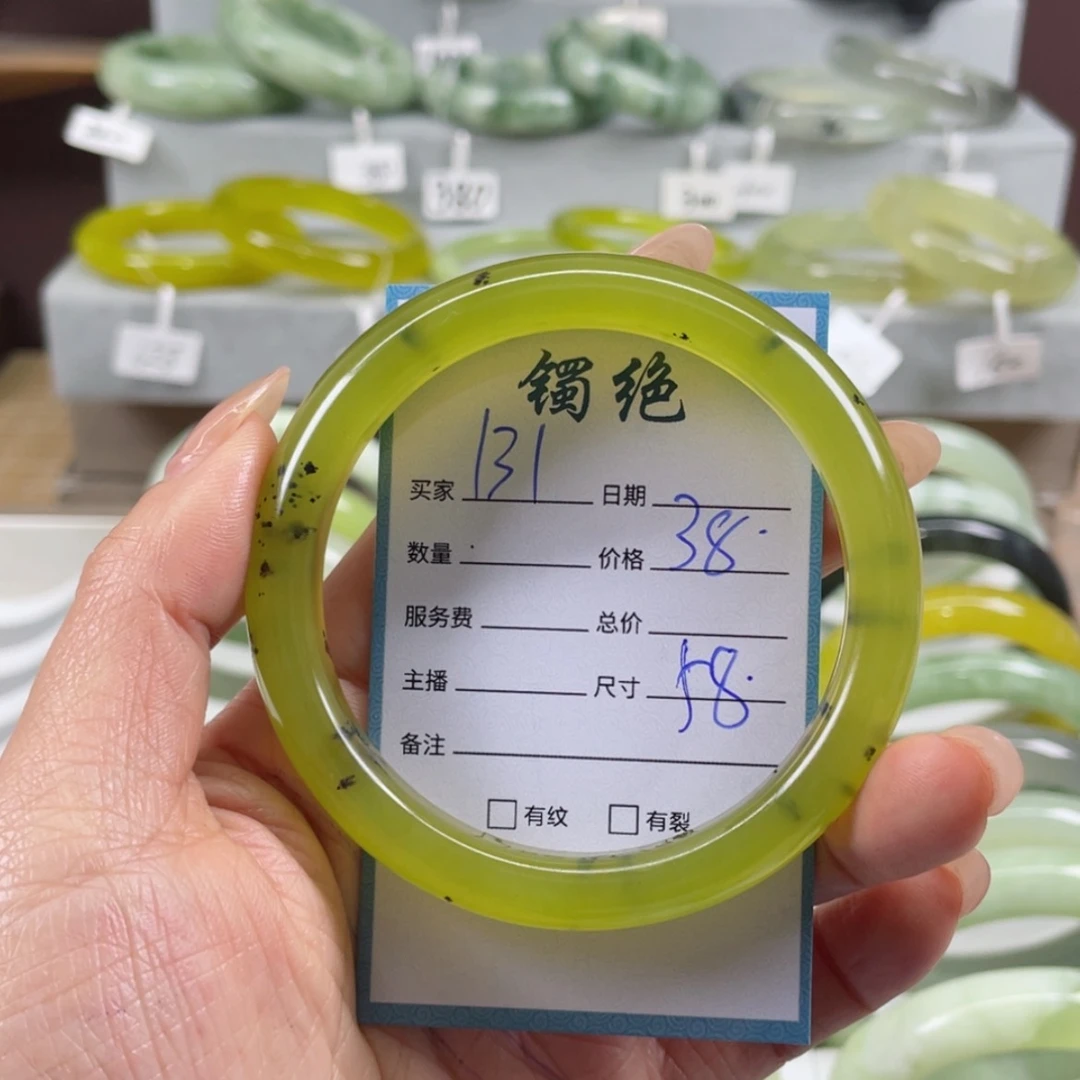 镯绝
买家 131 日期
数量 价格 38.
服务费 总价
主播 尺寸 58.
备注
□有纹 □有裂